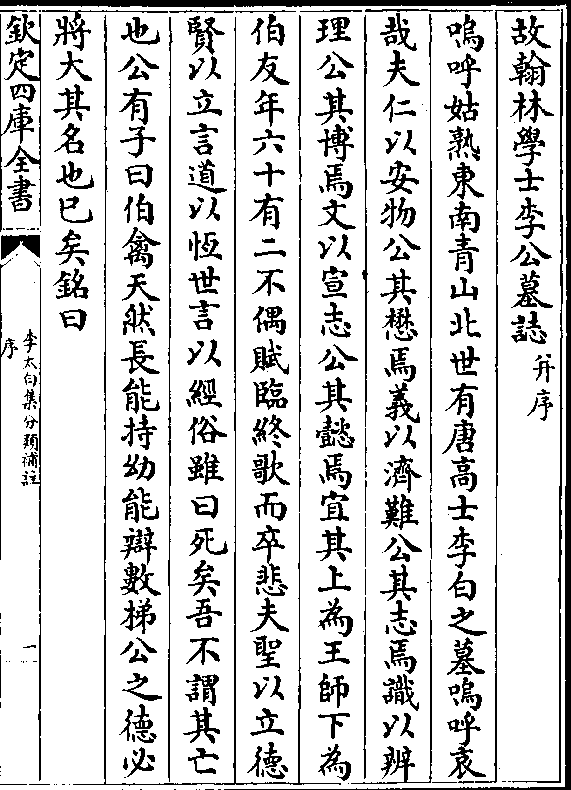 故翰林學士李公墓誌并序
嗚呼姑熟東南青山北世有唐高士李白之墓嗚呼哀
哉夫仁以安物公其懋焉義以濟難公其志焉識以辨
理公其博焉文以宣志公其懿焉宜其上為王師下為
伯友年六十有二不偶賦臨終歌而卒悲夫聖以立德
賢以立言道以恆世言以經俗雖曰死矣吾不謂其亡
也公有子曰伯禽天然長能持幼能辯數梯公之德必
將大其名也已矣銘曰
欽定四庫全書
李太白集分類補註
序
一